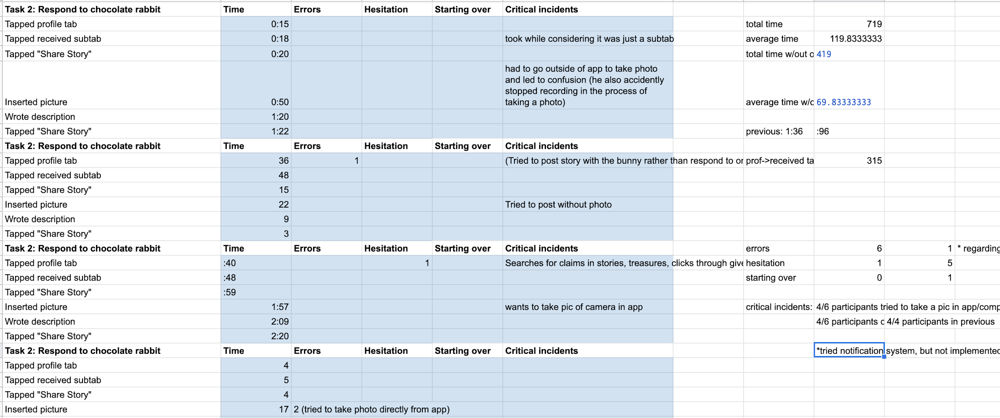 Task 2: Respond to chocolate rabbit Time Errors Hesitation Starting over Critical incidents
Tapped profile tab 0:15 total time 719
Tapped received subtab 0:18 took while considering it was just a subtab average time 119.8333333
Tapped "Share Story" 0:20 total time w/out o 419
had to go outside of app to take photo
and led to confusion (he also accidently
stopped recording in the process of
Inserted picture 0:50 taking a photo) average time w/o 69.83333333
Wrote description 1:20
Tapped "Share Story" 1:22 previous: 1:36 :96
Task 2: Respond to chocolate rabbit Time Errors Hesitation Starting over Critical incidents
Tapped profile tab 36 1 (Tried to post story with the bunny rather than respond to or prof->received ta 315
Tapped received subtab 48
Tapped "Share Story" 15
Inserted picture 22 Tried to post without photo
Wrote description 9
Tapped "Share Story" 3
Task 2: Respond to chocolate rabbit Time Errors Hesitation Starting over Critical incidents errors 6 1 * regarding
Tapped profile tab :40 1 Searches for claims in stories, treasures, clicks through give hesitation 1 5
Tapped received subtab :48 starting over 0 1
Tapped "Share Story" :59
Inserted picture 1:57 wants to take pic of camera in app critical incidents: 4/6 participants tried to take a pic in app/comp
Wrote description 2:09 4/6 participants 4/4 participants in previous
Tapped "Share Story" 2:20
Task 2: Respond to chocolate rabbit Time Errors Hesitation Starting over Critical incidents *tried notification system, but not implemented
Tapped profile tab 4
Tapped received subtab 5
Tapped "Share Story" 4
Inserted picture 17 2 (tried to take photo directly from app)